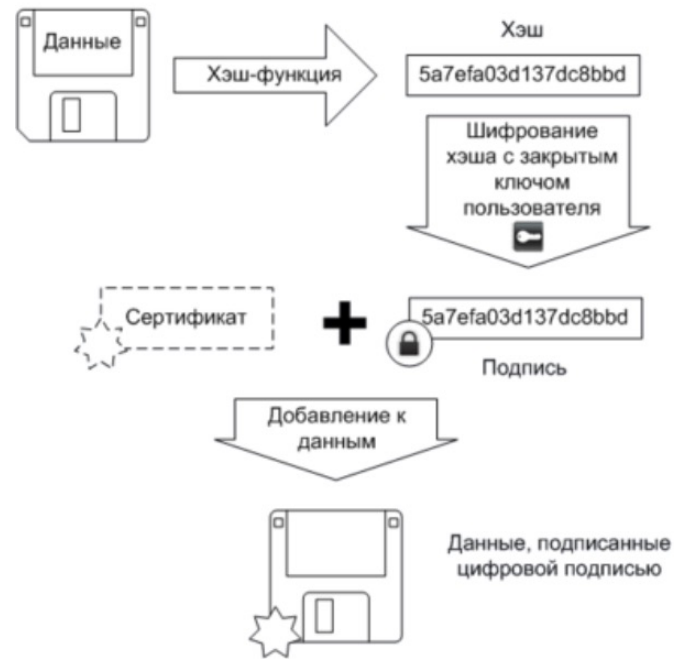 Данные
Хэш-функция
Хэш
5a7efa03d137dc8bbd
Шифрование
хэша с закрытым
ключом
пользователя
Сертификат
5a7efa03d137dc8bbd
Подпись
Добавление к
данным
Данные, подписанные
цифровой подписью